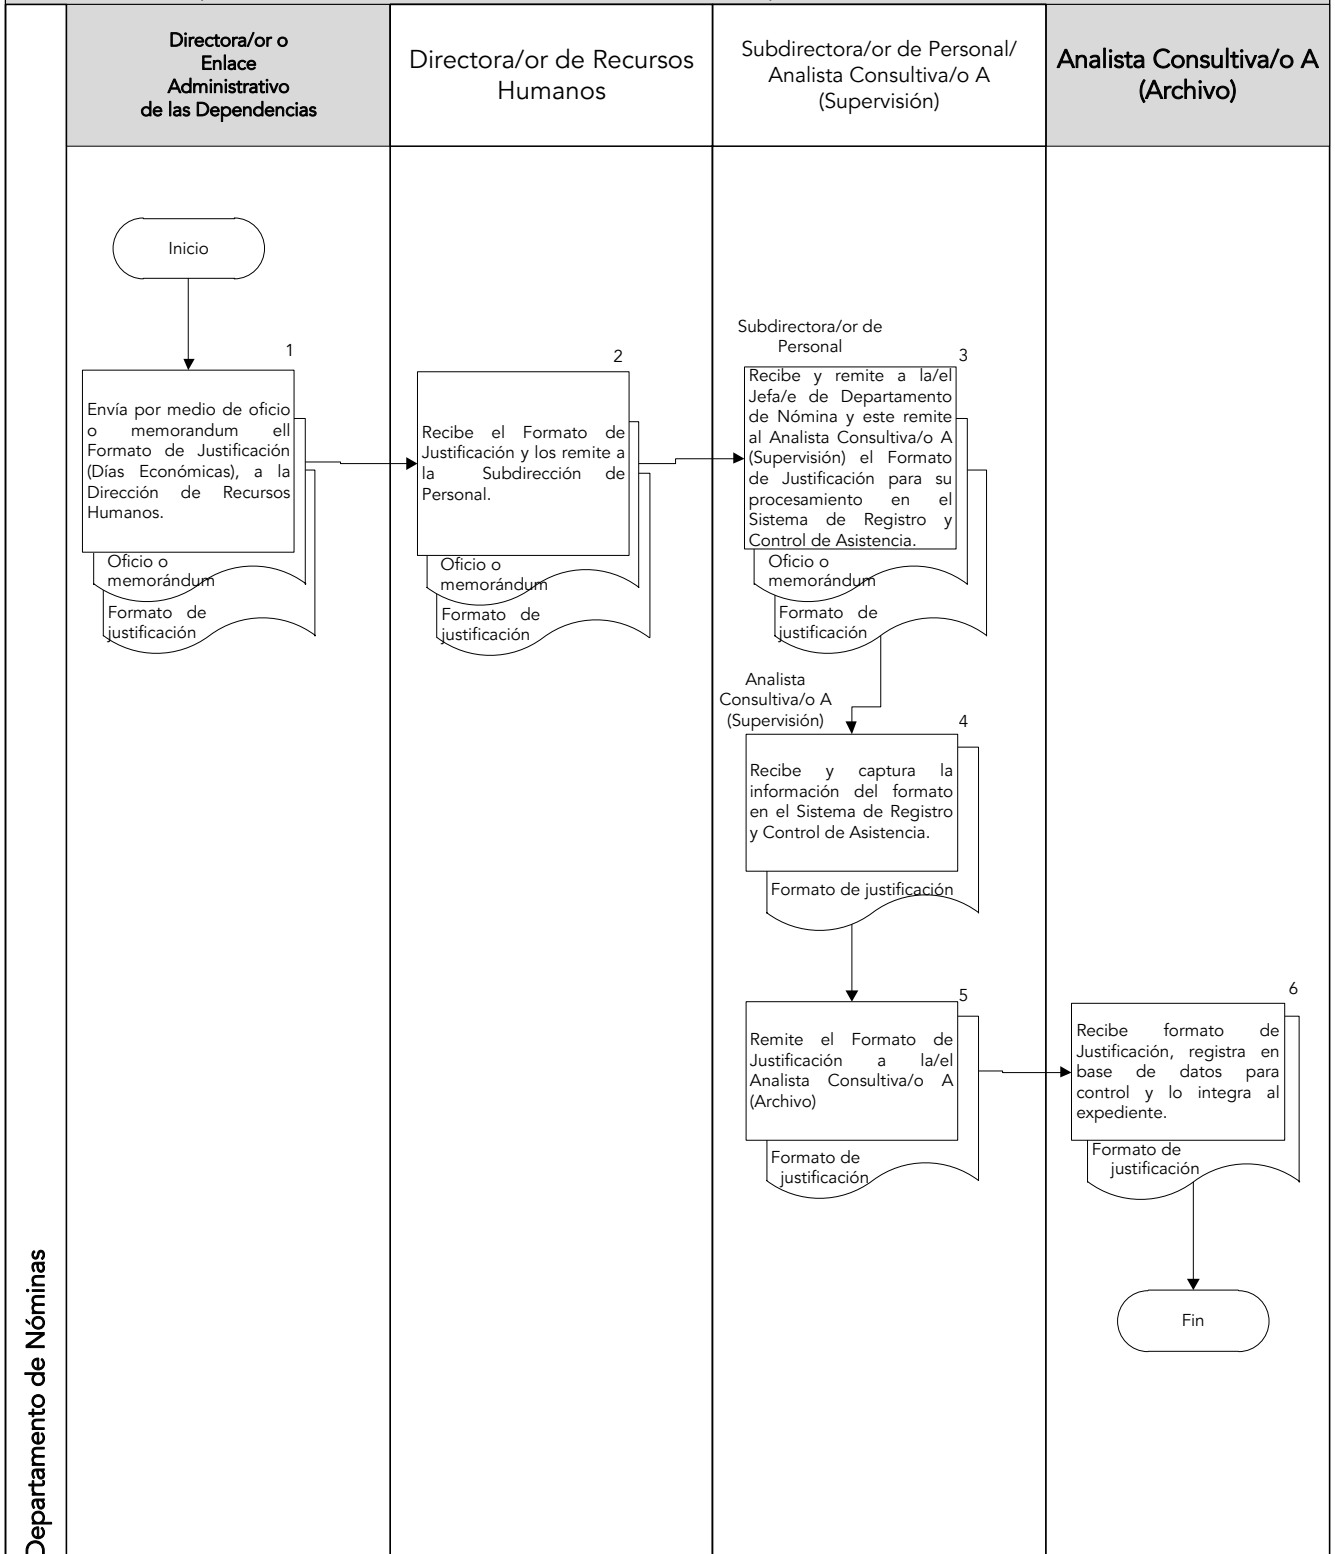 Directora/or o
Enlace
Administrativo
de las Dependencias
Directora/or de Recursos
Humanos
Subdirectora/or de Personal/
Analista Consultiva/o A
(Supervisión)
Analista Consultiva/o A
(Archivo)
Inicio
1
Envía por medio de oficio
o memorandum ell
Formato de Justificación
(Días Económicas), a la
Dirección de Recursos
Humanos.
Oficio o
memorándum
Formato de
justificación
2
Recibe el Formato de
Justificación y los remite a
la Subdirección de
Personal.
Oficio o
memorándum
Formato de
justificación
Subdirectora/or de
Personal
3
Recibe y remite a la/el
Jefa/e de Departamento
de Nómina y este remite
al Analista Consultiva/o A
(Supervisión) el Formato
de Justificación para su
procesamiento en el
Sistema de Registro y
Control de Asistencia.
Oficio o
memorándum
Formato de
justificación
Analista
Consultiva/o A
(Supervisión)
4
Recibe y captura la
información del formato
en el Sistema de Registro
y Control de Asistencia.
Formato de justificación
5
Remite el Formato de
Justificación a la/el
Analista Consultiva/o A
(Archivo)
Formato de
justificación
6
Recibe formato de
Justificación, registra en
base de datos para
control y lo integra al
expediente.
Formato de
justificación
Fin
Departamento de Nóminas